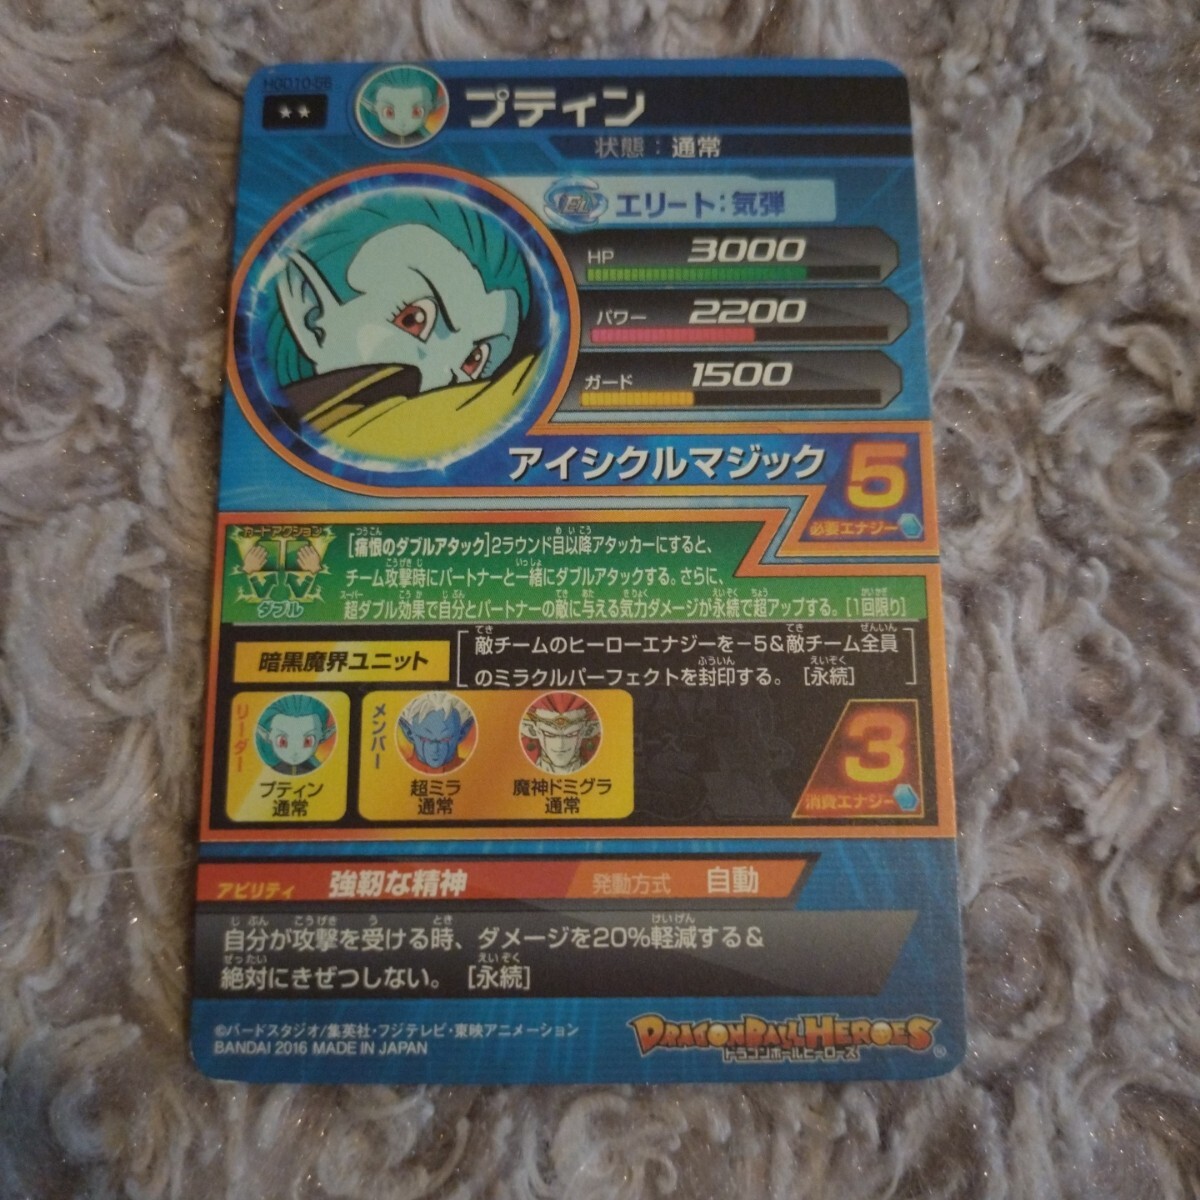 HGD10-56
★★
プティン
状態：通常
エリート：気弾
HP 3000
パワー 2200
ガード 1500
アイシクルマジック
5
必要エナジー
カードアクション
ダブル
[痛恨のダブルアタック]2ラウンド目以降アタッカーにすると、
チーム攻撃時にパートナーと一緒にダブルアタックする。さらに、
超ダブル効果で自分とパートナーの敵に与える気力ダメージが永続で超アップする。[1回限り]
暗黒魔界ユニット
敵チームのヒーローエナジーを−5&敵チーム全員
のミラクルパーフェクトを封印する。 [永続]
リーダー
プティン
通常
メンバー
超ミラ
通常
魔神ドミグラ
通常
3
消費エナジー
アビリティ 強靭な精神 発動方式 自動
自分が攻撃を受ける時、ダメージを20%軽減する&
絶対にきぜつしない。 [永続]
©バードスタジオ/集英社・フジテレビ・東映アニメーション
BANDAI 2016 MADE IN JAPAN
DRAGONBALL HEROES
ドラゴンボールヒーローズ